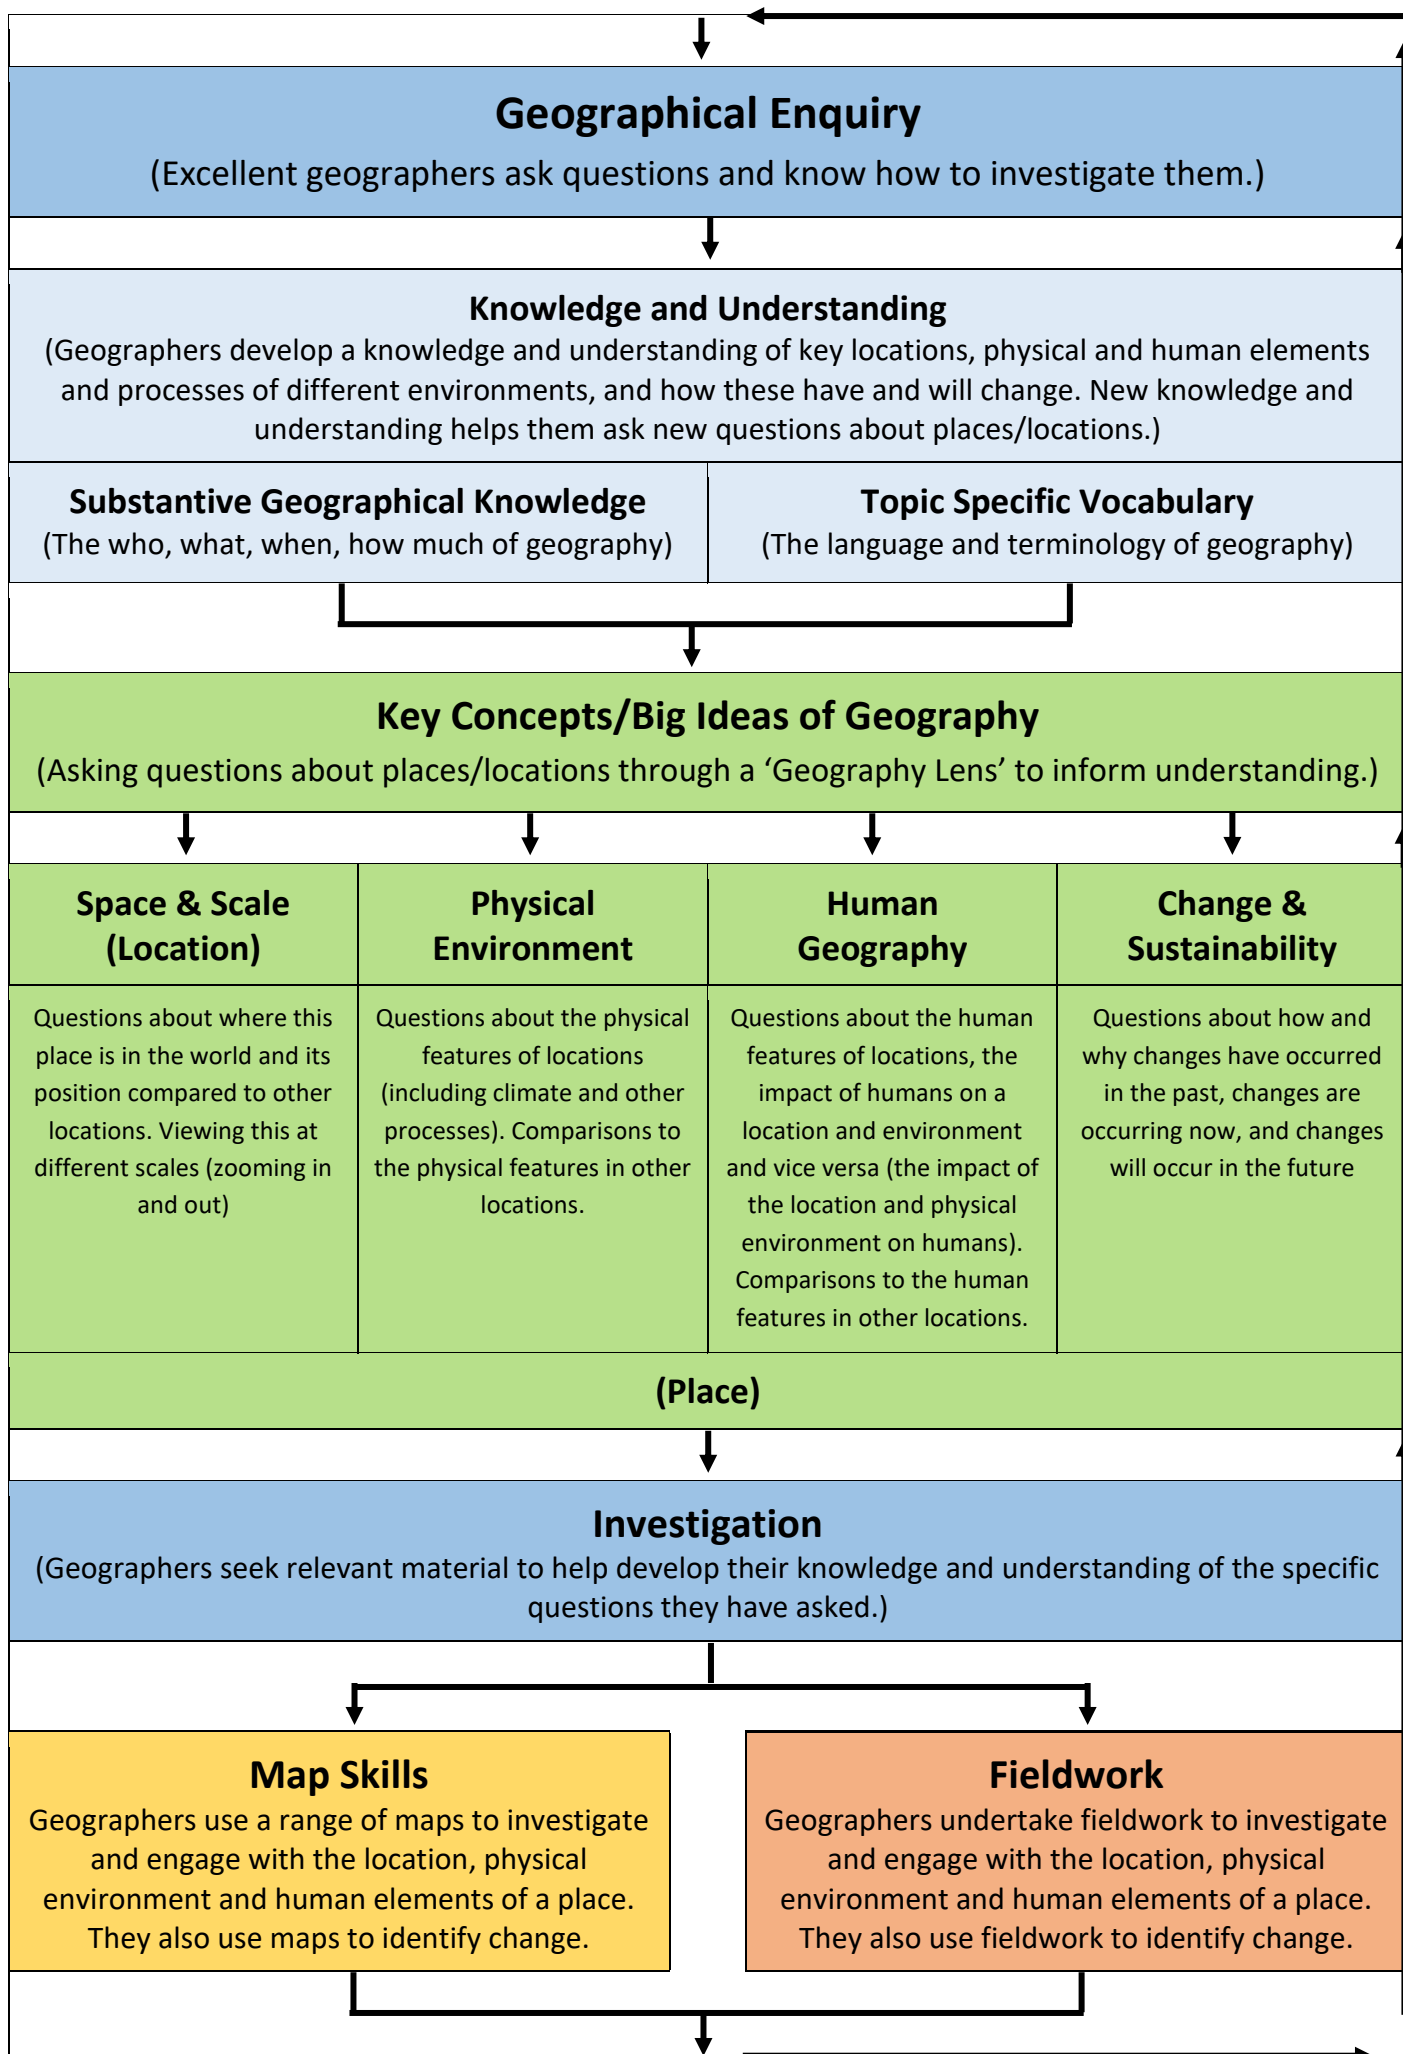 Geographical Enquiry
(Excellent geographers ask questions and know how to investigate them.)
Knowledge and Understanding
(Geographers develop a knowledge and understanding of key locations, physical and human elements
and processes of different environments, and how these have and will change. New knowledge and
understanding helps them ask new questions about places/locations.)
Substantive Geographical Knowledge
(The who, what, when, how much of geography)
Topic Specific Vocabulary
(The language and terminology of geography)
Key Concepts/Big Ideas of Geography
(Asking questions about places/locations through a ‘Geography Lens’ to inform understanding.)
Space & Scale
(Location)
Questions about where this
place is in the world and its
position compared to other
locations. Viewing this at
different scales (zooming in
and out)
Physical
Environment
Questions about the physical
features of locations
(including climate and other
processes). Comparisons to
the physical features in other
locations.
Human
Geography
Questions about the human
features of locations, the
impact of humans on a
location and environment
and vice versa (the impact of
the location and physical
environment on humans).
Comparisons to the human
features in other locations.
Change &
Sustainability
Questions about how and
why changes have occurred
in the past, changes are
occurring now, and changes
will occur in the future
(Place)
Investigation
(Geographers seek relevant material to help develop their knowledge and understanding of the specific
questions they have asked.)
Map Skills
Geographers use a range of maps to investigate
and engage with the location, physical
environment and human elements of a place.
They also use maps to identify change.
Fieldwork
Geographers undertake fieldwork to investigate
and engage with the location, physical
environment and human elements of a place.
They also use fieldwork to identify change.